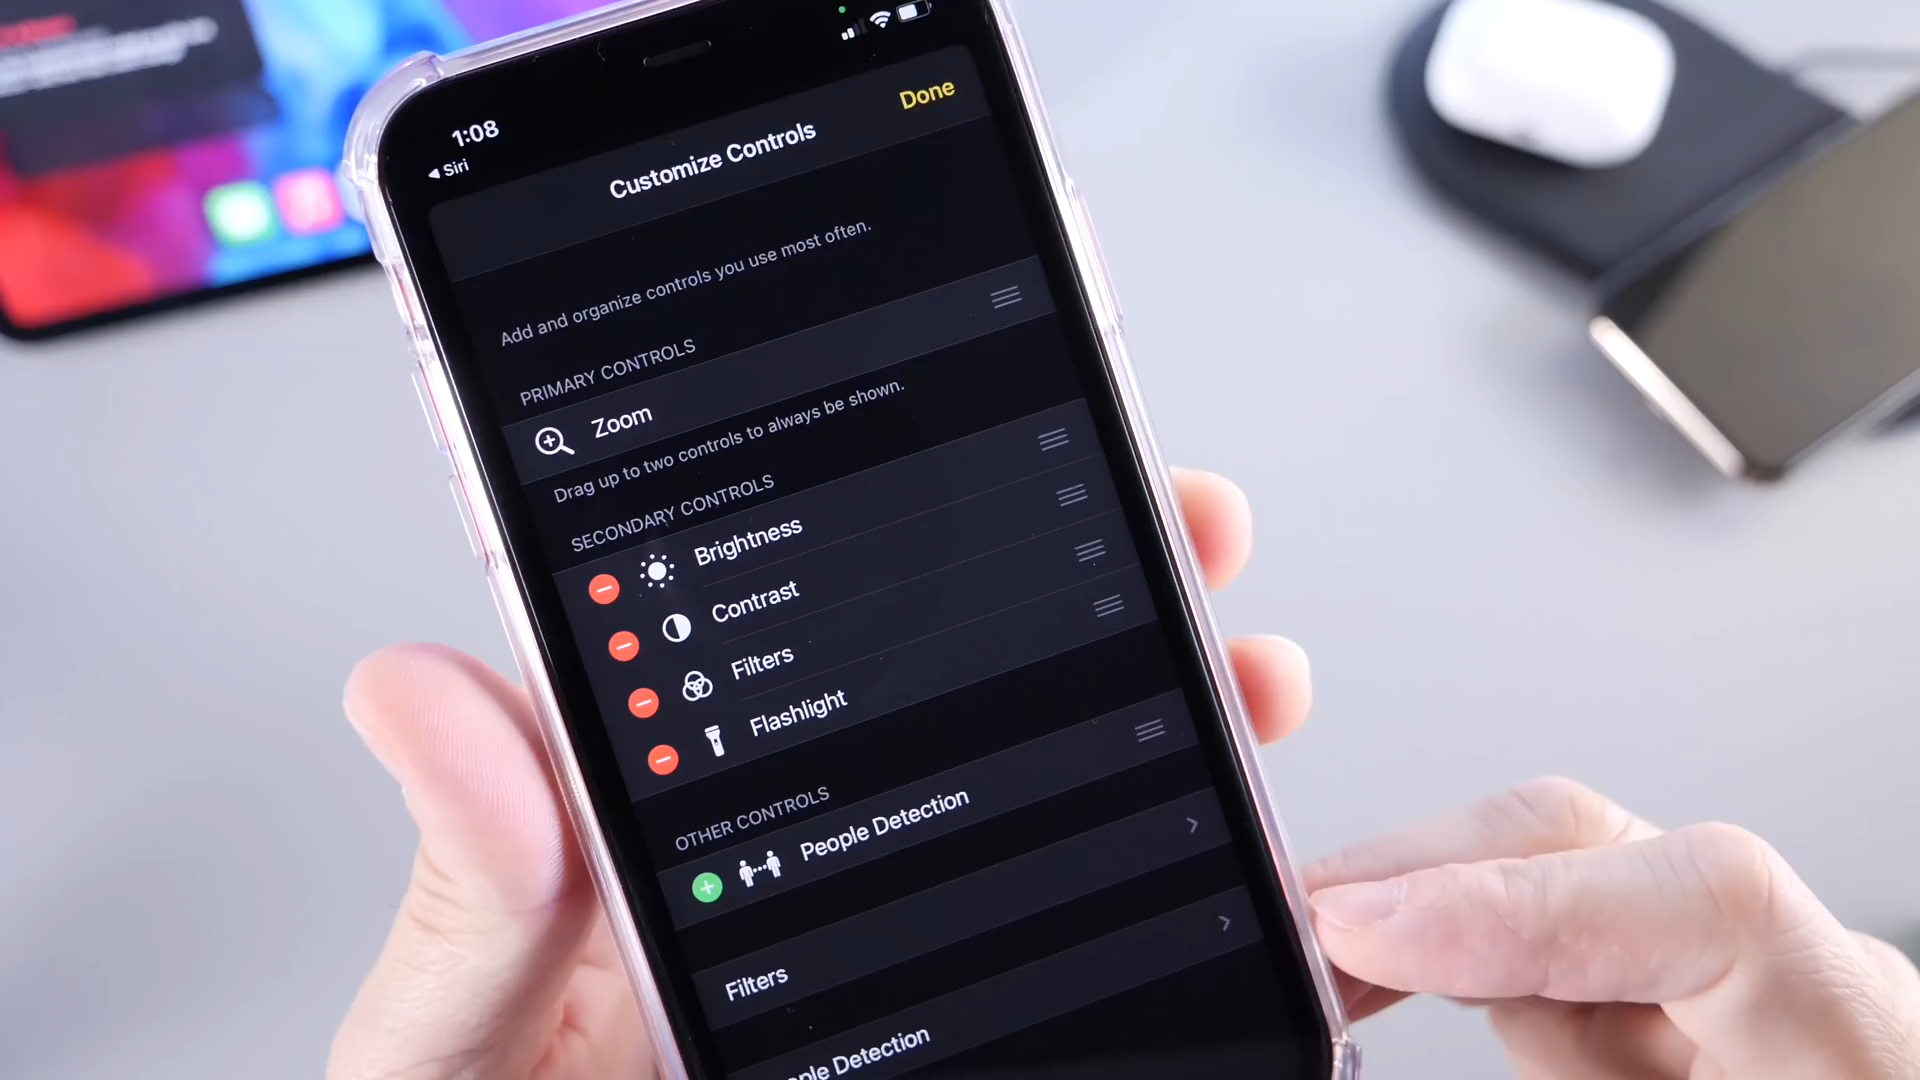 1:08
Siri
Done
Customize Controls
Add and organize controls you use most often.
PRIMARY CONTROLS
Zoom
Drag up to two controls to always be shown.
SECONDARY CONTROLS
Brightness
Contrast
Filters
Flashlight
OTHER CONTROLS
People Detection
Filters
Detection